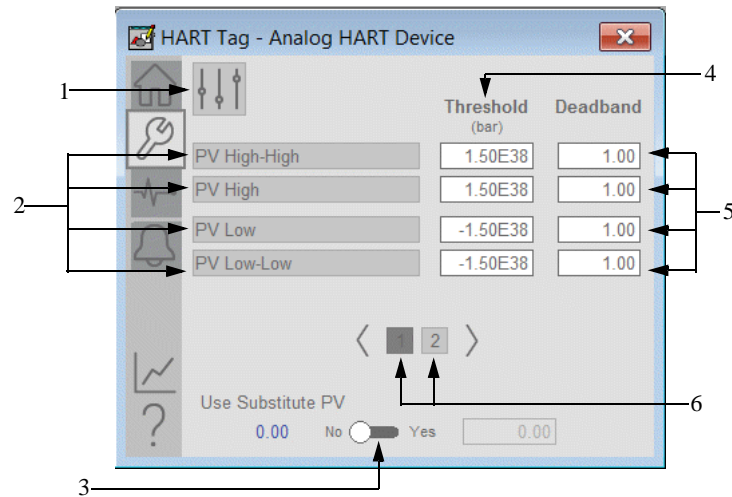 HART Tag - Analog HART Device
1
4
Threshold Deadband
(bar)
2
PV High-High 1.50E38 1.00
PV High 1.50E38 1.00
5
PV Low -1.50E38 1.00
PV Low-Low -1.50E38 1.00
1 2
6
Use Substitute PV
0.00 No Yes 0.00
?
3